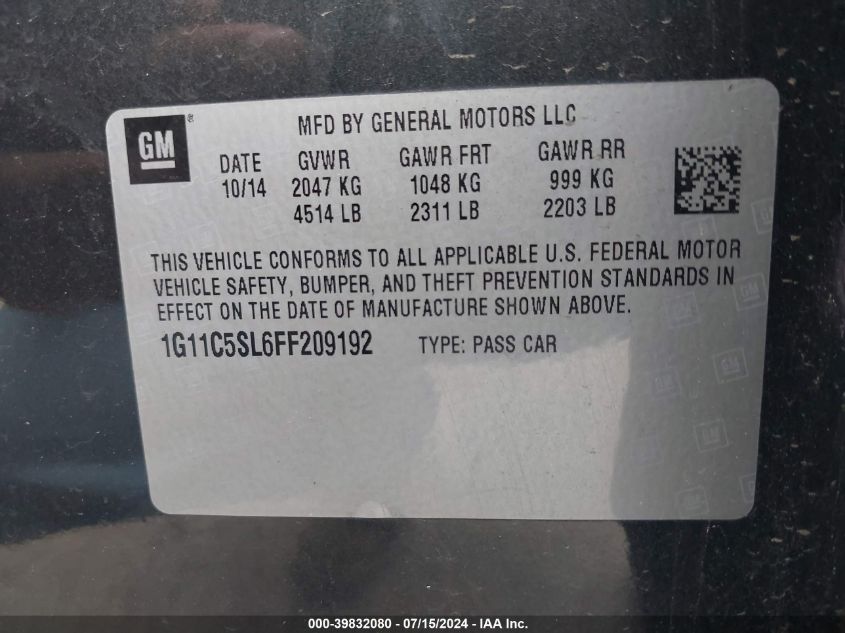 GM ®
MFD BY GENERAL MOTORS LLC
DATE GVWR GAWR FRT GAWR RR
10/14 2047 KG 1048 KG 999 KG
4514 LB 2311 LB 2203 LB
THIS VEHICLE CONFORMS TO ALL APPLICABLE U.S. FEDERAL MOTOR
VEHICLE SAFETY, BUMPER, AND THEFT PREVENTION STANDARDS IN
EFFECT ON THE DATE OF MANUFACTURE SHOWN ABOVE.
1G11C5SL6FF209192 TYPE: PASS CAR
000-39832080 - 07/15/2024 - IAA Inc.